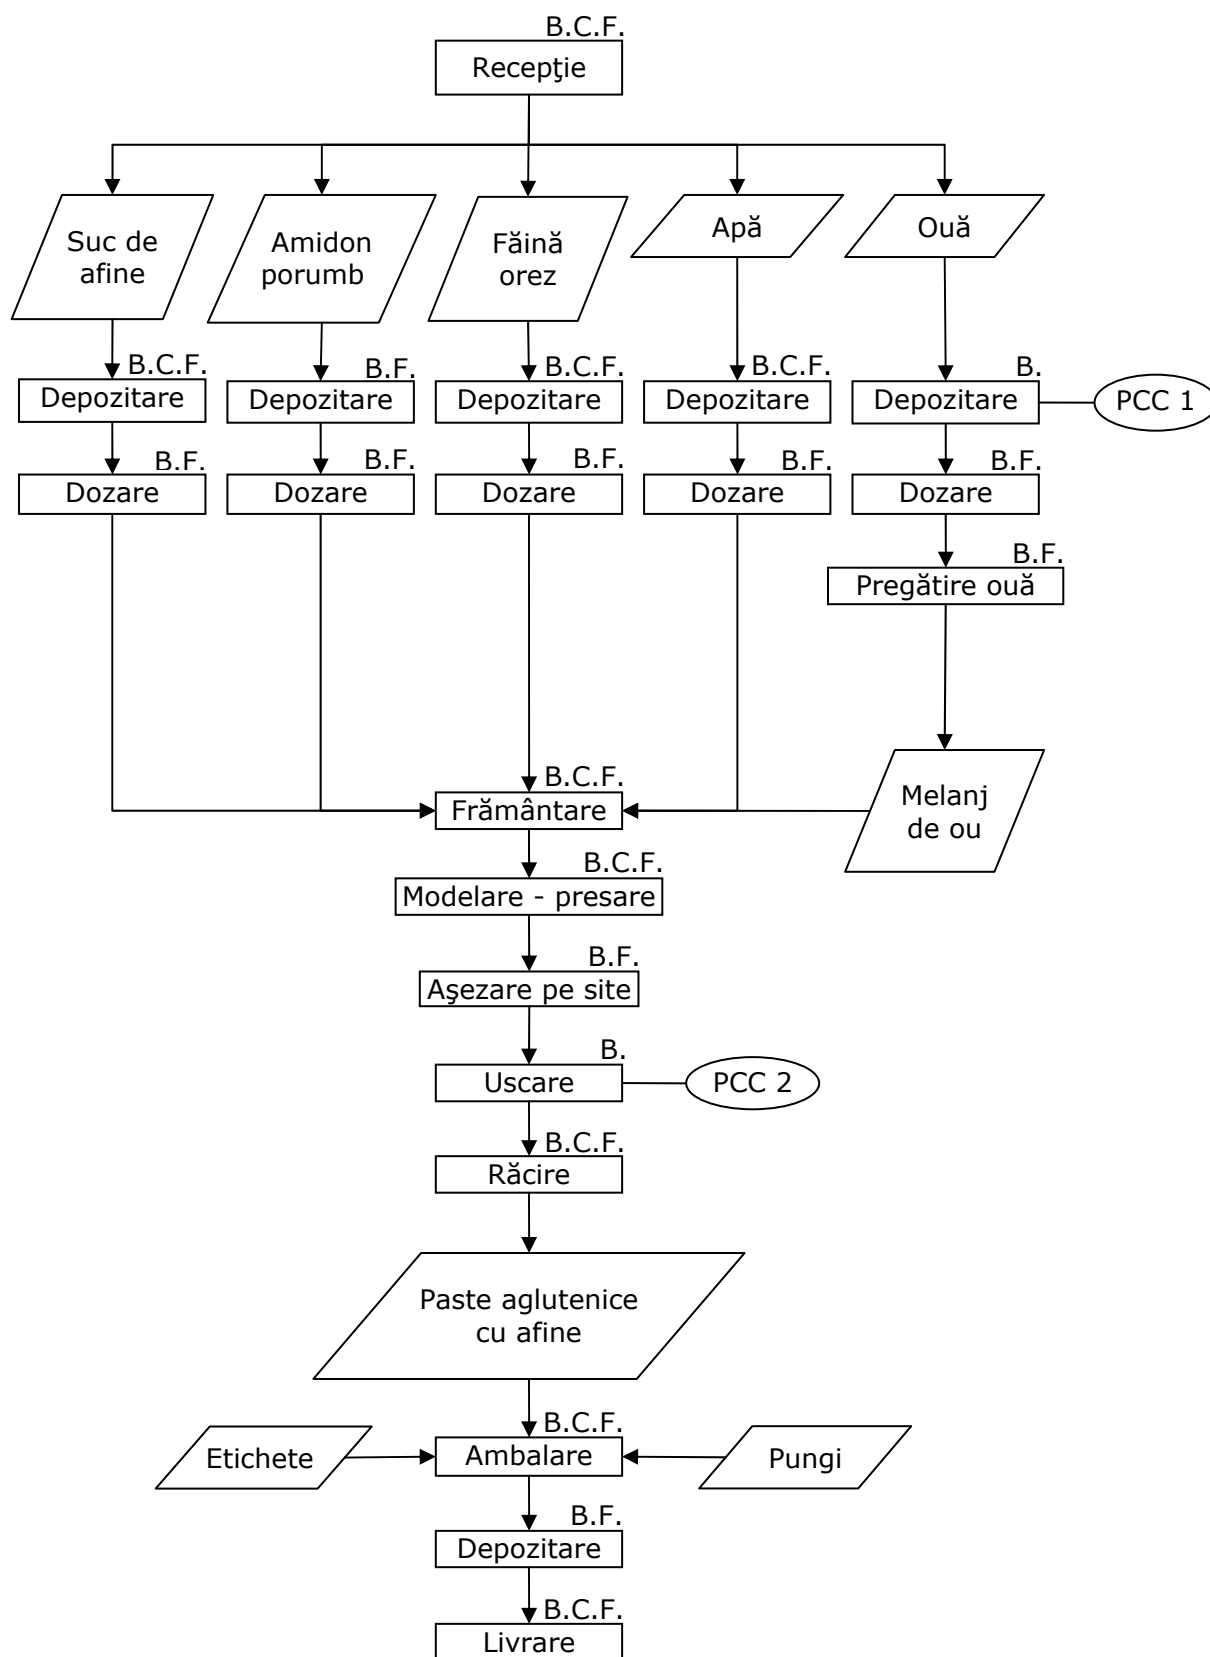 B.C.F.
Recepţie
Suc de
afine
Amidon
porumb
Făină
orez
Apă
Ouă
B.C.F.
B.F.
B.C.F.
B.C.F.
B.
Depozitare
Depozitare
Depozitare
Depozitare
Depozitare
PCC 1
B.F.
B.F.
B.F.
B.F.
B.F.
Dozare
Dozare
Dozare
Dozare
Dozare
B.F.
Pregătire ouă
B.C.F.
Frământare
Melanj
de ou
B.C.F.
Modelare - presare
B.F.
Aşezare pe site
B.
Uscare
PCC 2
B.C.F.
Răcire
Paste aglutenice
cu afine
B.C.F.
Etichete
Ambalare
Pungi
B.F.
Depozitare
B.C.F.
Livrare